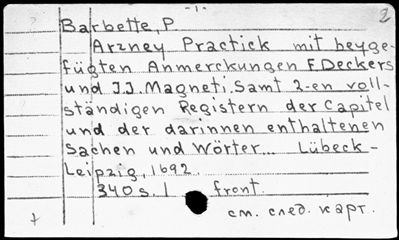 -1-
2
Barbette, P
Arzney Practick mit beyge-
fügten Anmerckungen F. Deckers
und J.J. Magneti. Samt 2-en voll-
ständigen Registern der Capitel
und der darinnen enthaltenen
Sachen und Wörter... Lübeck-
Leipzig, 1692.
340 s. 1 front.
см. след. карт.